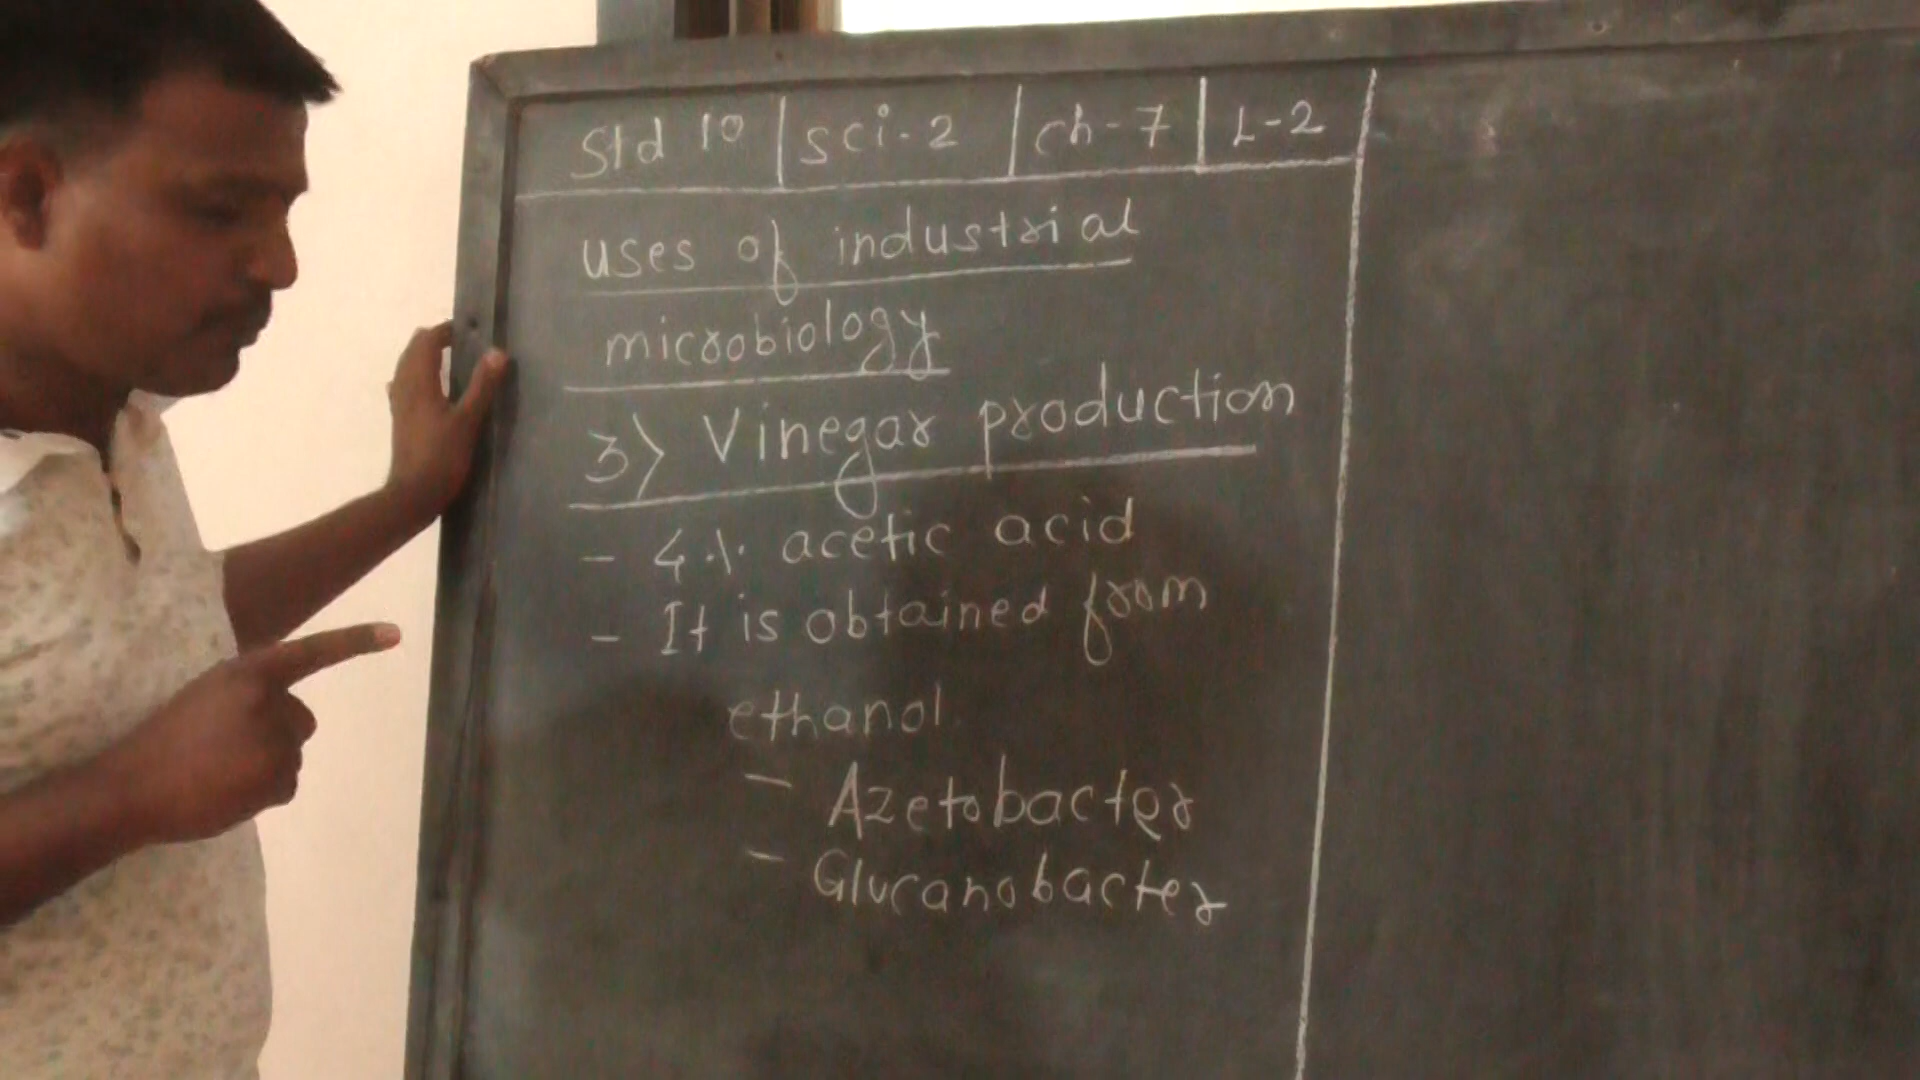 Std 10 | sci-2 | ch-7 | L-2
uses of industrial
microbiology
3) Vinegar production
- 4% acetic acid
- It is obtained from
ethanol
- Azetobacter
- Glucanobacter